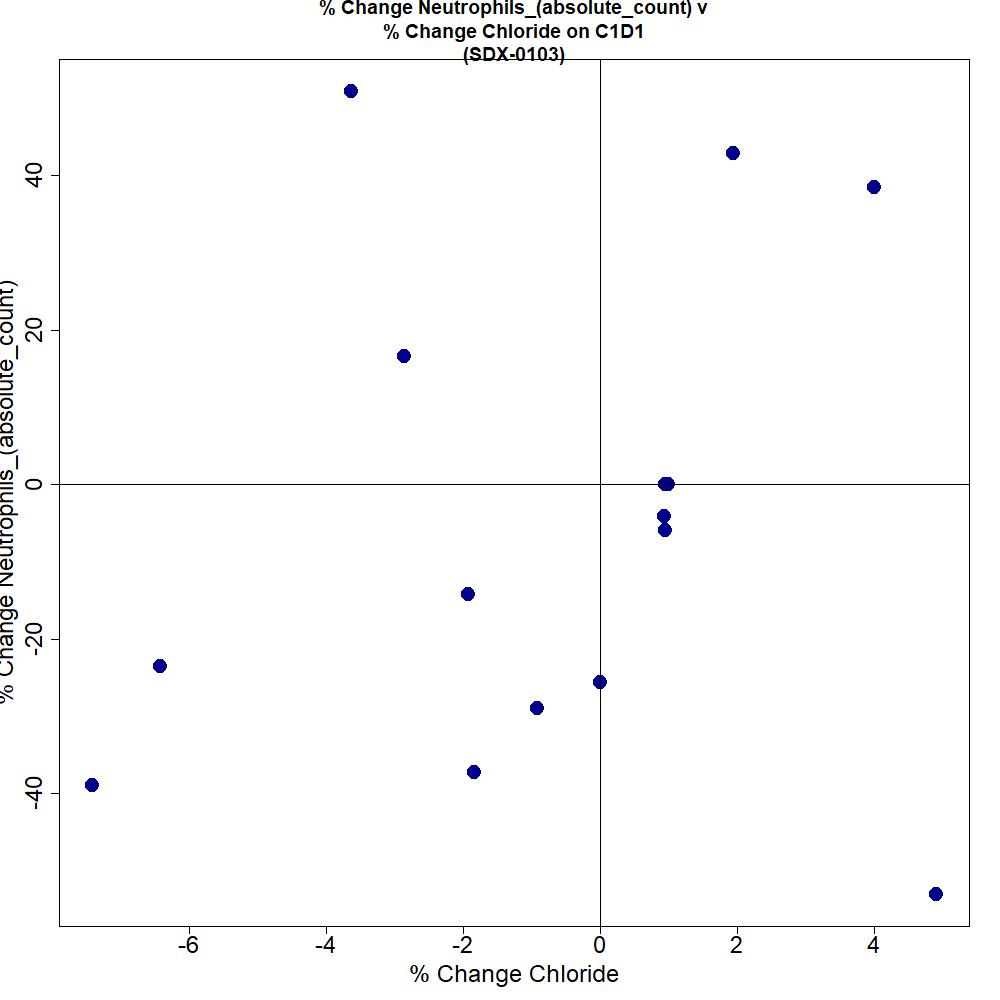 % Change Neutrophils_(absolute_count) v
% Change Chloride on C1D1
(SDX-0103)
% Change Neutrophils_(absolute_count)
40
20
0
-20
-40
-6
-4
-2
0
2
4
% Change Chloride